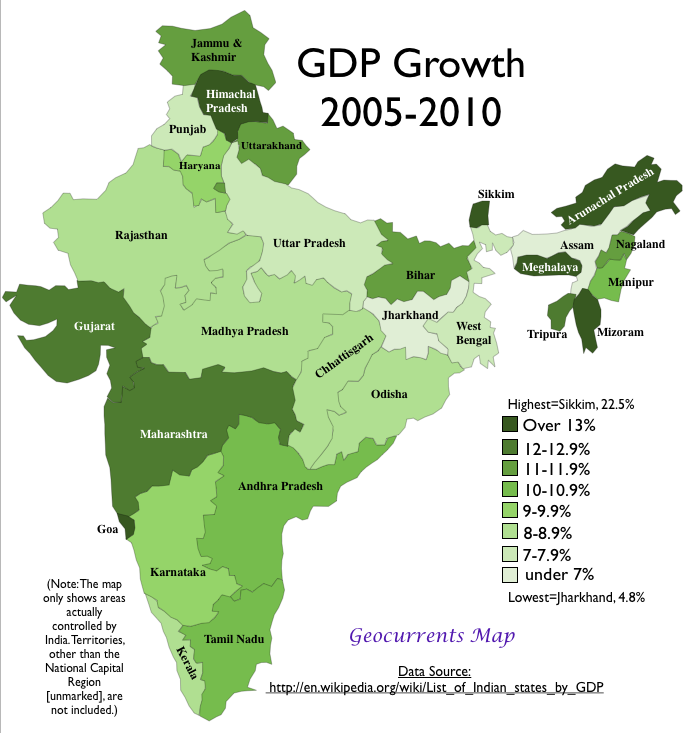 GDP Growth
2005-2010
Jammu &
Kashmir
Himachal
Pradesh
Punjab
Uttarakhand
Haryana
Sikkim
Arunachal Pradesh
Rajasthan
Uttar Pradesh
Assam
Nagaland
Bihar
Meghalaya
Manipur
Gujarat
Jharkhand
Madhya Pradesh
West
Bengal
Tripura
Mizoram
Chhattisgarh
Odisha
Maharashtra
Andhra Pradesh
Goa
Karnataka
Tamil Nadu
Kerala
Highest=Sikkim, 22.5%
Over 13%
12-12.9%
11-11.9%
10-10.9%
9-9.9%
8-8.9%
7-7.9%
under 7%
Lowest=Jharkhand, 4.8%
(Note: The map
only shows areas
actually
controlled by
India. Territories,
other than the
National Capital
Region
[unmarked], are
not included.)
Geocurrents Map
Data Source:
http://en.wikipedia.org/wiki/List_of_Indian_states_by_GDP